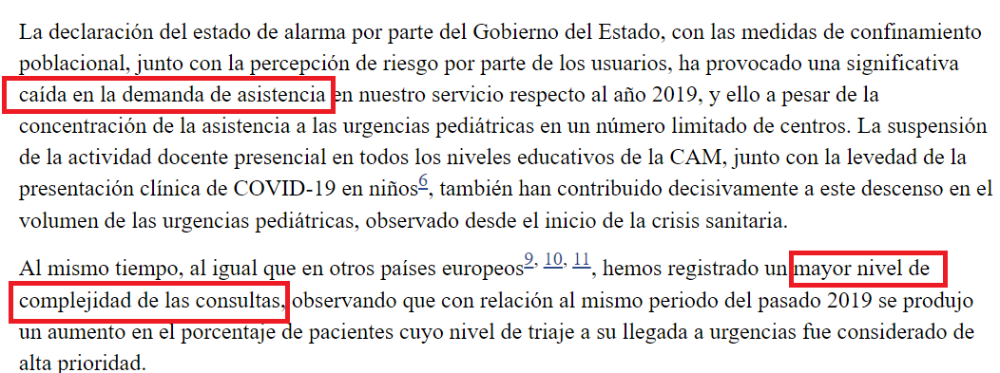 La declaración del estado de alarma por parte del Gobierno del Estado, con las medidas de confinamiento
poblacional, junto con la percepción de riesgo por parte de los usuarios, ha provocado una significativa
caída en la demanda de asistencia en nuestro servicio respecto al año 2019, y ello a pesar de la
concentración de la asistencia a las urgencias pediátricas en un número limitado de centros. La suspensión
de la actividad docente presencial en todos los niveles educativos de la CAM, junto con la levedad de la
presentación clínica de COVID-19 en niños6, también han contribuido decisivamente a este descenso en el
volumen de las urgencias pediátricas, observado desde el inicio de la crisis sanitaria.
Al mismo tiempo, al igual que en otros países europeos9, 10, 11, hemos registrado un mayor nivel de
complejidad de las consultas, observando que con relación al mismo periodo del pasado 2019 se produjo
un aumento en el porcentaje de pacientes cuyo nivel de triaje a su llegada a urgencias fue considerado de
alta prioridad.